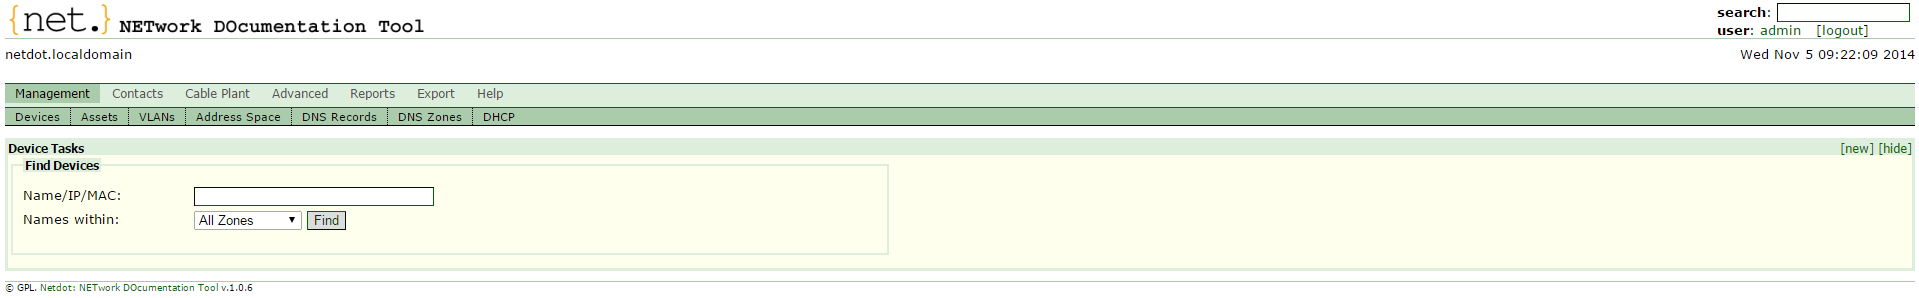 {net.} NETwork DOcumentation Tool
search:
user: admin [logout]
netdot.localdomain
Wed Nov 5 09:22:09 2014
Management Contacts Cable Plant Advanced Reports Export Help
Devices Assets VLANs Address Space DNS Records DNS Zones DHCP
Device Tasks [new] [hide]
Find Devices
Name/IP/MAC:
Names within: All Zones Find
© GPL. Netdot: NETwork DOcumentation Tool v.1.0.6